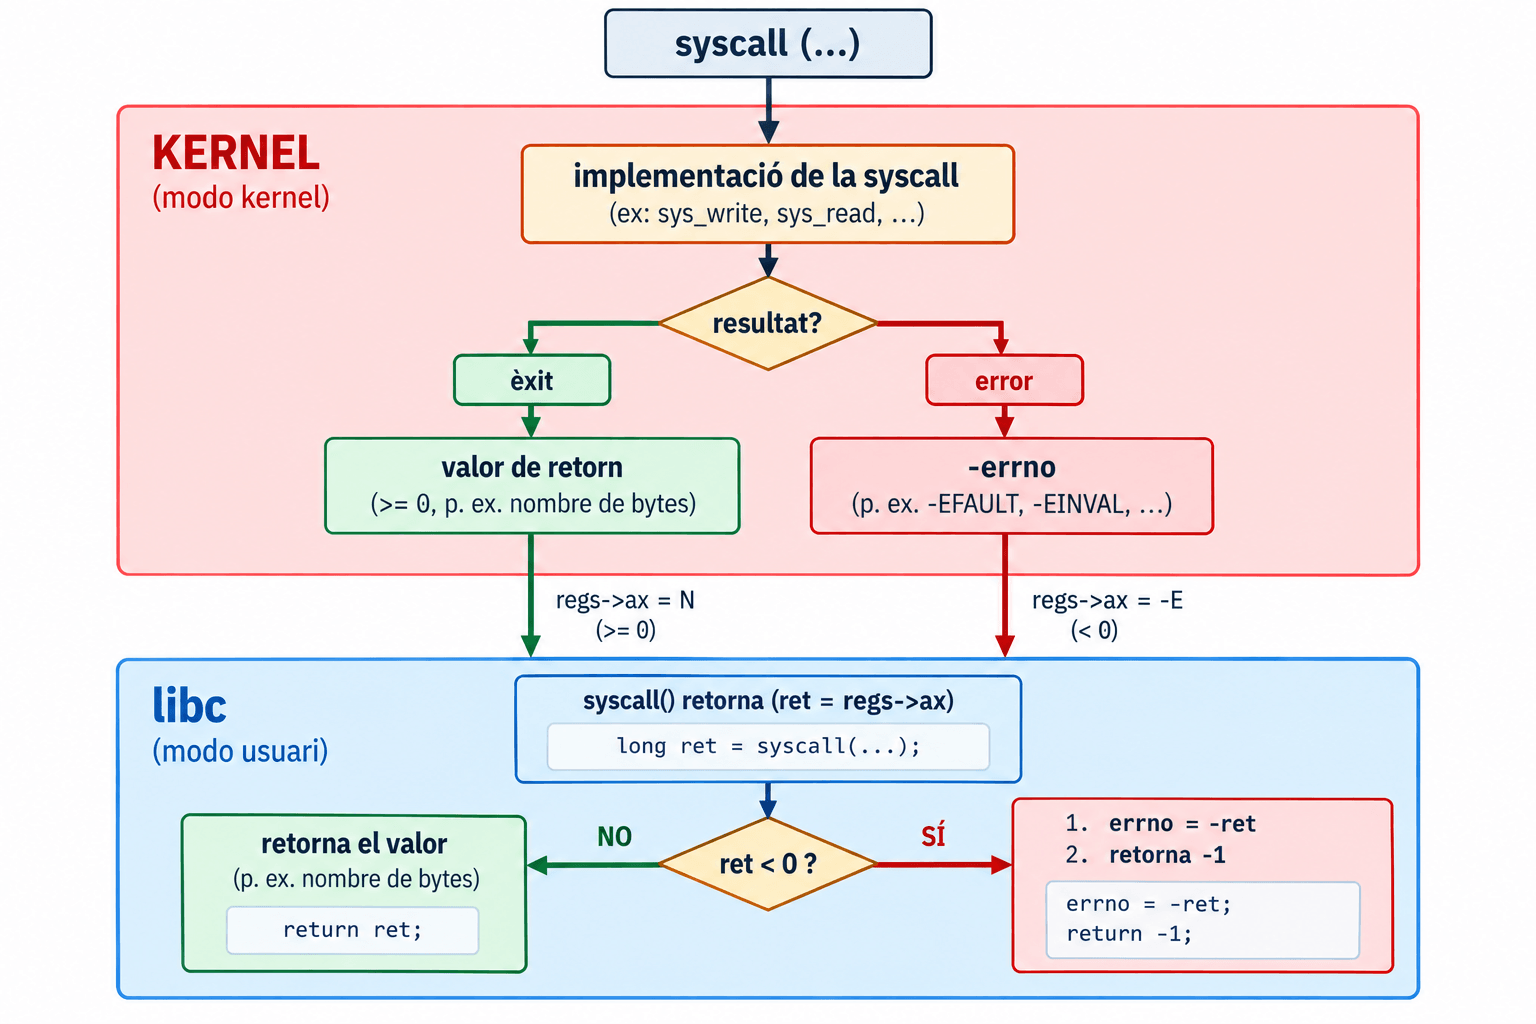 syscall (...)
KERNEL
(modo kernel)
implementació de la syscall
(ex: sys_write, sys_read, ...)
resultat?
èxit
error
valor de retorn
(>= 0, p. ex. nombre de bytes)
-errno
(p. ex. -EFAULT, -EINVAL, ...)
regs->ax = N
(>= 0)
regs->ax = -E
(< 0)
libc
(modo usuari)
syscall() retorna (ret = regs->ax)
long ret = syscall(...);
retorna el valor
(p. ex. nombre de bytes)
return ret;
NO
ret < 0 ?
SÍ
1. errno = -ret
2. retorna -1
errno = -ret;
return -1;